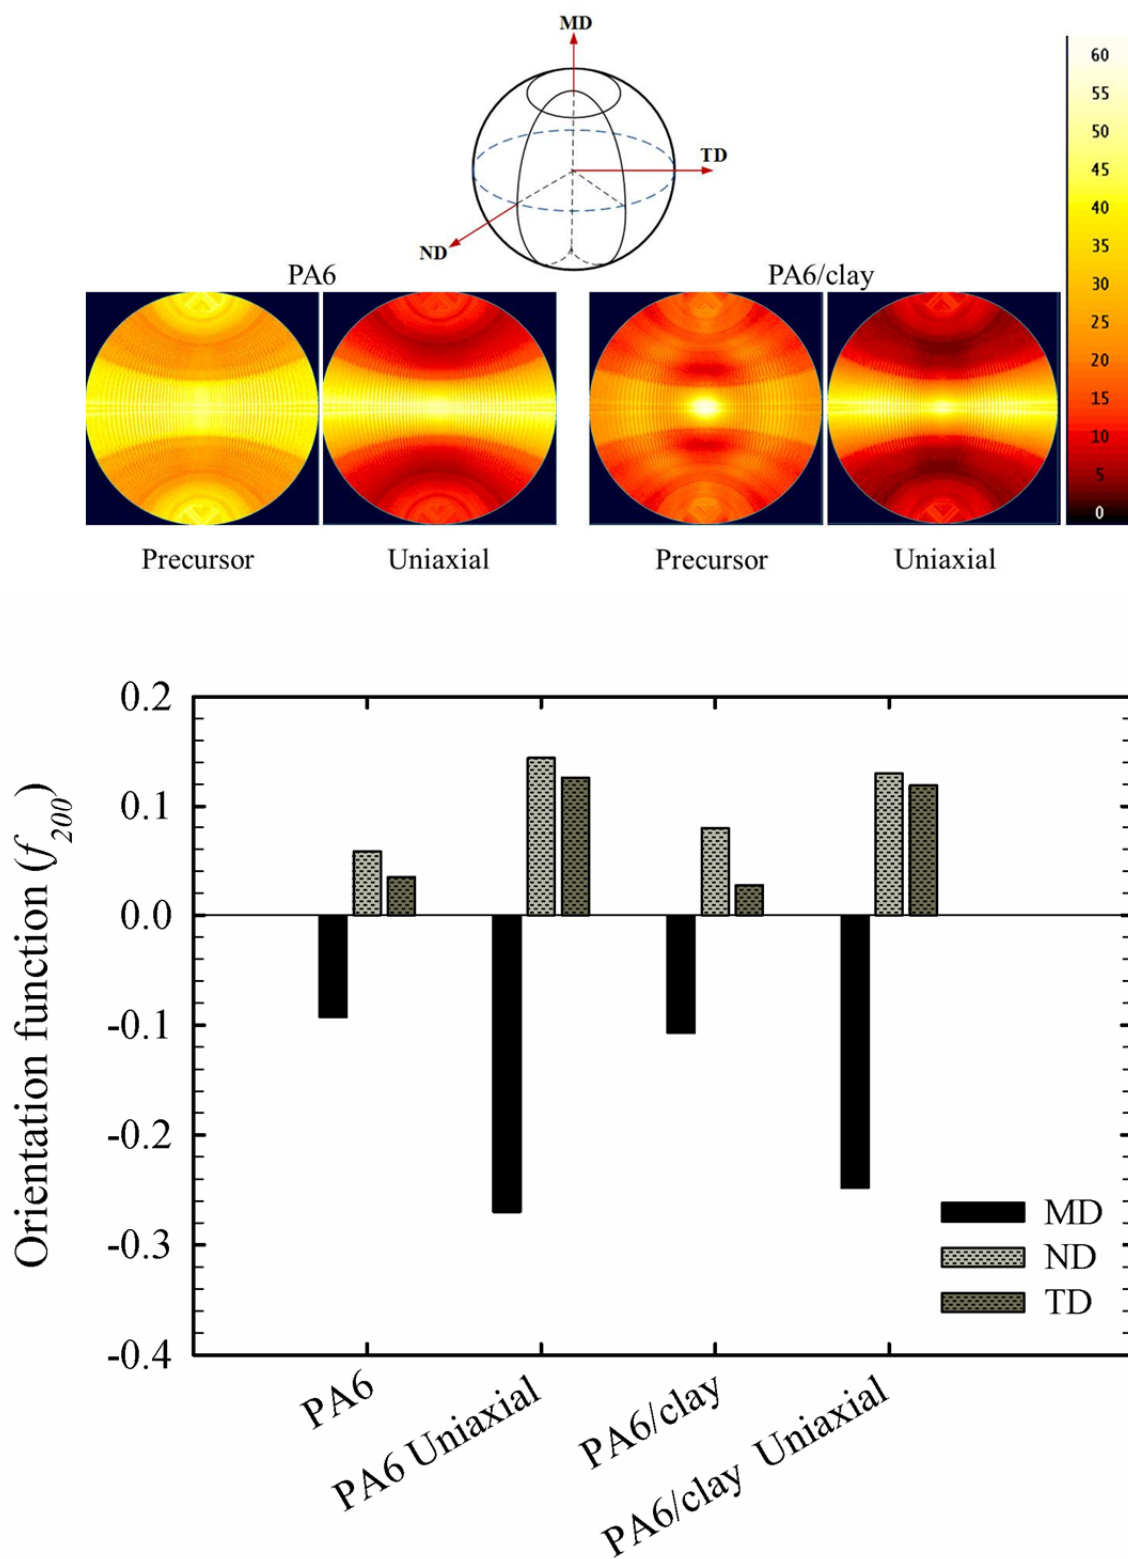 MD
TD
ND
PA6
PA6/clay
60
55
50
45
40
35
30
25
20
15
10
5
0
Precursor
Uniaxial
Precursor
Uniaxial
Orientation function (f200)
0.2
0.1
0.0
-0.1
-0.2
-0.3
-0.4
MD
ND
TD
PA6
PA6 Uniaxial
PA6/clay
PA6/clay Uniaxial